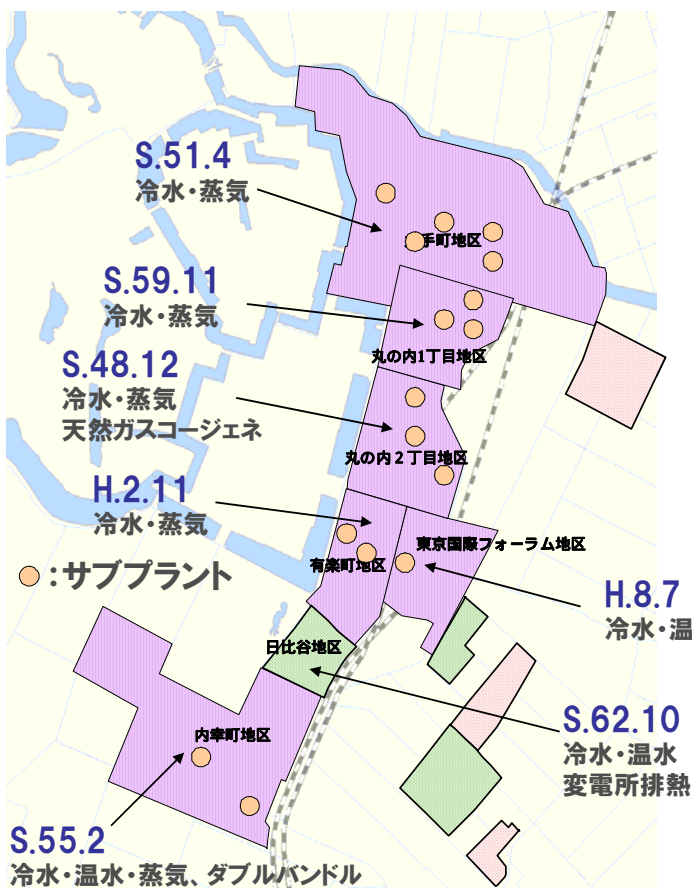 S.51.4
冷水・蒸気
手町地区
S.59.11
冷水・蒸気
丸の内1丁目地区
S.48.12
冷水・蒸気
天然ガスコージェネ
丸の内2丁目地区
H.2.11
冷水・蒸気
東京国際フォーラム地区
有楽町地区
:サブプラント
H.8.7
冷水・温
日比谷地区
S.62.10
冷水・温水
変電所排熱
内幸町地区
S.55.2
冷水・温水・蒸気、ダブルバンドル